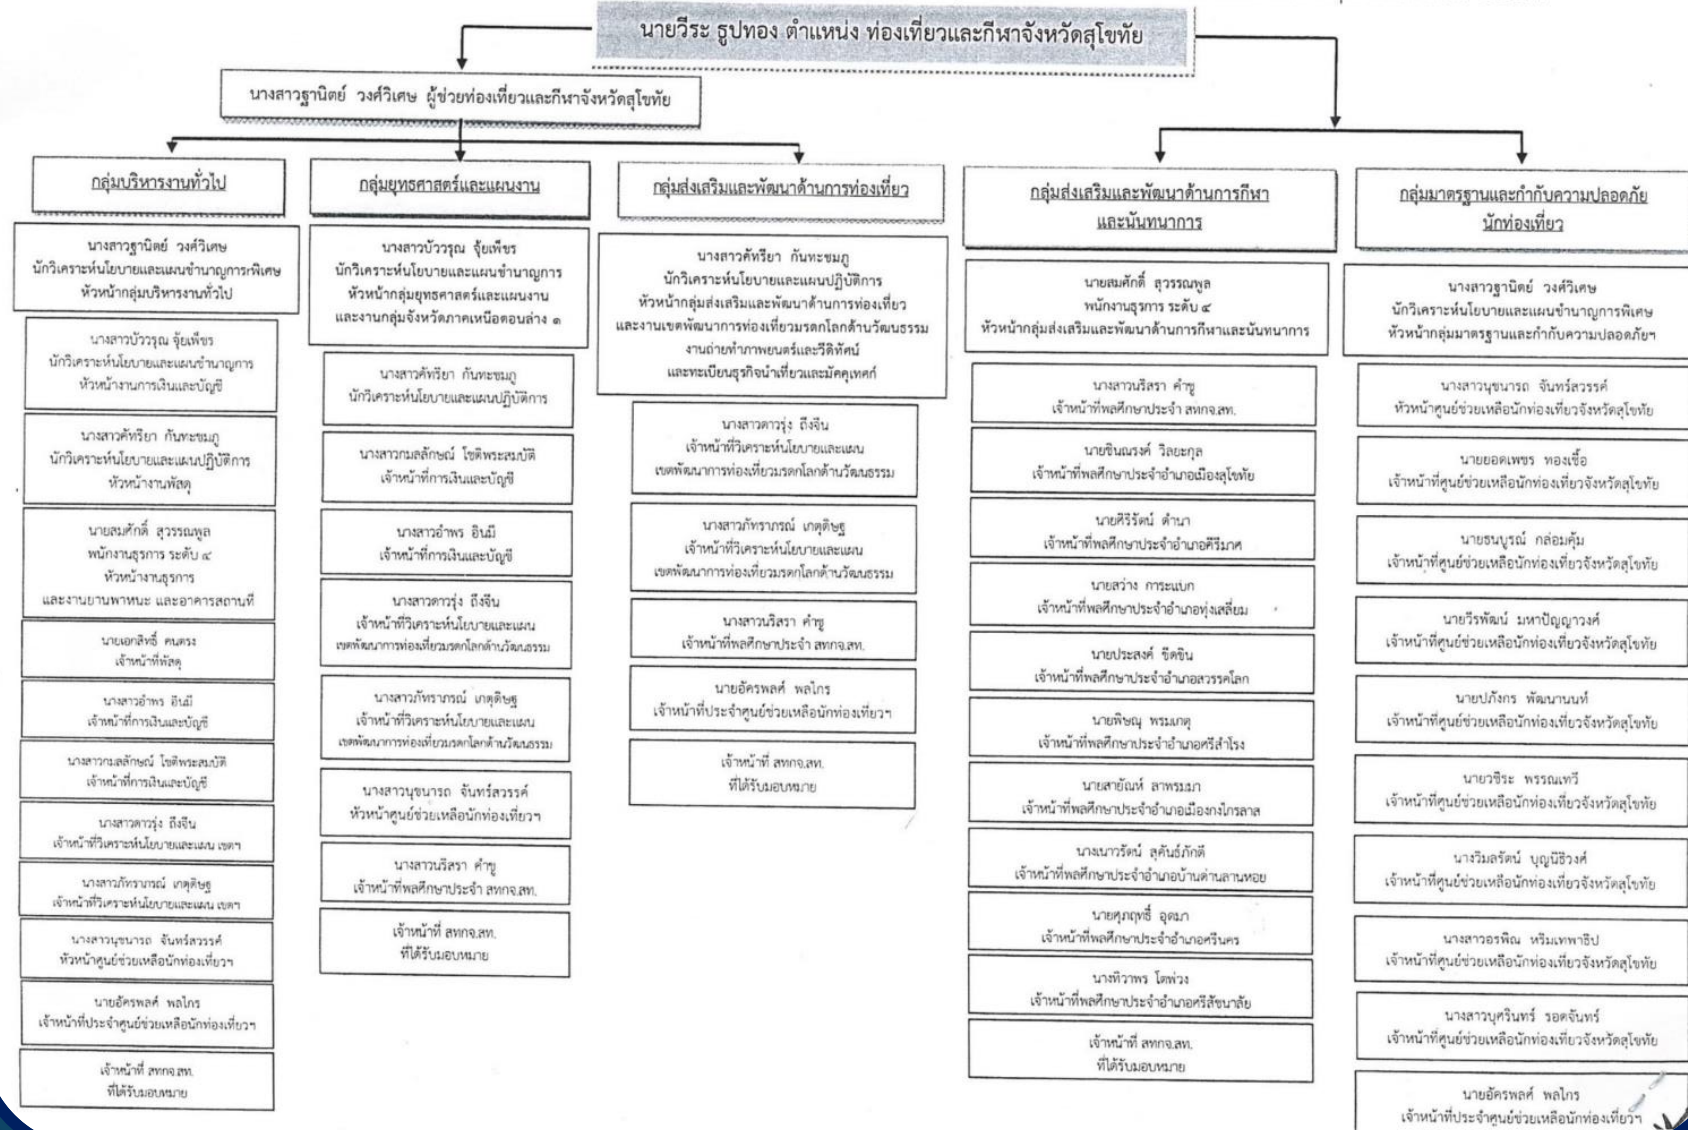 นายวีระ ธูปทอง ตำแหน่ง ท่องเที่ยวและกีฬาจังหวัดสุโขทัย
นางสาวฐานิตย์ วงศ์วิเศษ ผู้ช่วยท่องเที่ยวและกีฬาจังหวัดสุโขทัย
กลุ่มบริหารงานทั่วไป
นางสาวฐานิตย์ วงศ์วิเศษ
นักวิเคราะห์นโยบายและแผนชำนาญการพิเศษ
หัวหน้ากลุ่มบริหารงานทั่วไป
นางสาวบัววรุณ จุ้ยเพ็ชร
นักวิเคราะห์นโยบายและแผนชำนาญการ
หัวหน้างานการเงินและบัญชี
นางสาวคัทรียา กันทะชมภู
นักวิเคราะห์นโยบายและแผนปฏิบัติการ
หัวหน้างานพัสดุ
นายสมศักดิ์ สุวรรณพูล
พนักงานธุรการ ระดับ ๔
หัวหน้างานธุรการ
และงานยานพาหนะ และอาคารสถานที่
นายเอกสิทธิ์ คนตรง
เจ้าหน้าที่พัสดุ
นางสาวอำพร อินมี
เจ้าหน้าที่การเงินและบัญชี
นางสาวกมลลักษณ์ โชติพระสมบัติ
เจ้าหน้าที่การเงินและบัญชี
นางสาวดาวรุ่ง ถึงจีน
เจ้าหน้าที่วิเคราะห์นโยบายและแผน เขตฯ
นางสาวภัทราภรณ์ เกตุดิษฐ
เจ้าหน้าที่วิเคราะห์นโยบายและแผน เขตฯ
นางสาวนุขนารถ จันทร์สวรรค์
หัวหน้าศูนย์ช่วยเหลือนักท่องเที่ยวฯ
นายอัครพลศ์ พลไกร
เจ้าหน้าที่ประจำศูนย์ช่วยเหลือนักท่องเที่ยวฯ
เจ้าหน้าที่ สทกจ.สท.
ที่ได้รับมอบหมาย
กลุ่มยุทธศาสตร์และแผนงาน
นางสาวบัววรุณ จุ้ยเพ็ชร
นักวิเคราะห์นโยบายและแผนชำนาญการ
หัวหน้ากลุ่มยุทธศาสตร์และแผนงาน
และงานกลุ่มจังหวัดภาคเหนือตอนล่าง ๑
นางสาวคัทรียา กันทะชมภู
นักวิเคราะห์นโยบายและแผนปฏิบัติการ
นางสาวกมลลักษณ์ โชติพระสมบัติ
เจ้าหน้าที่การเงินและบัญชี
นางสาวอำพร อินมี
เจ้าหน้าที่การเงินและบัญชี
นางสาวดาวรุ่ง ถึงจีน
เจ้าหน้าที่วิเคราะห์นโยบายและแผน
เขตพัฒนาการท่องเที่ยวมรดกโลกด้านวัฒนธรรม
นางสาวภัทราภรณ์ เกตุดิษฐ
เจ้าหน้าที่วิเคราะห์นโยบายและแผน
เขตพัฒนาการท่องเที่ยวมรดกโลกด้านวัฒนธรรม
นางสาวนุขนารถ จันทร์สวรรค์
หัวหน้าศูนย์ช่วยเหลือนักท่องเที่ยวฯ
นางสาวนริสรา คำชู
เจ้าหน้าที่พลศึกษาประจำ สทกจ.สท.
เจ้าหน้าที่ สทกจ.สท.
ที่ได้รับมอบหมาย
กลุ่มส่งเสริมและพัฒนาด้านการท่องเที่ยว
นางสาวคัทรียา กันทะชมภู
นักวิเคราะห์นโยบายและแผนปฏิบัติการ
หัวหน้ากลุ่มส่งเสริมและพัฒนาด้านการท่องเที่ยว
และงานเขตพัฒนาการท่องเที่ยวมรดกโลกด้านวัฒนธรรม
งานถ่ายทำภาพยนตร์และวีดิทัศน์
และทะเบียนธุรกิจนำเที่ยวและมัคคุเทศก์
นางสาวดาวรุ่ง ถึงจีน
เจ้าหน้าที่วิเคราะห์นโยบายและแผน
เขตพัฒนาการท่องเที่ยวมรดกโลกด้านวัฒนธรรม
นางสาวภัทราภรณ์ เกตุดิษฐ
เจ้าหน้าที่วิเคราะห์นโยบายและแผน
เขตพัฒนาการท่องเที่ยวมรดกโลกด้านวัฒนธรรม
นางสาวนริสรา คำชู
เจ้าหน้าที่พลศึกษาประจำ สทกจ.สท.
นายอัครพลศ์ พลไกร
เจ้าหน้าที่ประจำศูนย์ช่วยเหลือนักท่องเที่ยวฯ
เจ้าหน้าที่ สทกจ.สท.
ที่ได้รับมอบหมาย
กลุ่มส่งเสริมและพัฒนาด้านการกีฬา
และนันทนาการ
นายสมศักดิ์ สุวรรณพูล
พนักงานธุรการ ระดับ ๔
หัวหน้ากลุ่มส่งเสริมและพัฒนาด้านการกีฬาและนันทนาการ
นางสาวนริสรา คำชู
เจ้าหน้าที่พลศึกษาประจำ สทกจ.สท.
นายชินณรงค์ วิลยะกุล
เจ้าหน้าที่พลศึกษาประจำอำเภอเมืองสุโขทัย
นายศิริรัตน์ ดำนา
เจ้าหน้าที่พลศึกษาประจำอำเภอคีรีมาศ
นายสว่าง การะแบก
เจ้าหน้าที่พลศึกษาประจำอำเภอทุ่งเสลี่ยม
นายประสงค์ ขีดขิน
เจ้าหน้าที่พลศึกษาประจำอำเภอสวรรคโลก
นายพิษณุ พรมเกตุ
เจ้าหน้าที่พลศึกษาประจำอำเภอศรีสำโรง
นายสายัณห์ ลาพรมมา
เจ้าหน้าที่พลศึกษาประจำอำเภอเมืองกงไกรลาส
นางเนาวรัตน์ สุคันธ์ภักดี
เจ้าหน้าที่พลศึกษาประจำอำเภอบ้านด่านลานหอย
นายศุภฤทธิ์ อุดมา
เจ้าหน้าที่พลศึกษาประจำอำเภอศรีนคร
นางทิวาพร โตพ่วง
เจ้าหน้าที่พลศึกษาประจำอำเภอศรีสัชนาลัย
เจ้าหน้าที่ สทกจ.สท.
ที่ได้รับมอบหมาย
กลุ่มมาตรฐานและกำกับความปลอดภัย
นักท่องเที่ยว
นางสาวฐานิตย์ วงศ์วิเศษ
นักวิเคราะห์นโยบายและแผนชำนาญการพิเศษ
หัวหน้ากลุ่มมาตรฐานและกำกับความปลอดภัยฯ
นางสาวนุขนารถ จันทร์สวรรค์
หัวหน้าศูนย์ช่วยเหลือนักท่องเที่ยวจังหวัดสุโขทัย
นายยอดเพชร ทองเชื้อ
เจ้าหน้าที่ศูนย์ช่วยเหลือนักท่องเที่ยวจังหวัดสุโขทัย
นายธนบูรณ์ กล่อมคุ้ม
เจ้าหน้าที่ศูนย์ช่วยเหลือนักท่องเที่ยวจังหวัดสุโขทัย
นายวีรพัฒน์ มหาปัญญาวงศ์
เจ้าหน้าที่ศูนย์ช่วยเหลือนักท่องเที่ยวจังหวัดสุโขทัย
นายปภังกร พัฒนานนท์
เจ้าหน้าที่ศูนย์ช่วยเหลือนักท่องเที่ยวจังหวัดสุโขทัย
นายวชิระ พรรณเทวี
เจ้าหน้าที่ศูนย์ช่วยเหลือนักท่องเที่ยวจังหวัดสุโขทัย
นางวิมลรัตน์ บุญนิธิวงศ์
เจ้าหน้าที่ศูนย์ช่วยเหลือนักท่องเที่ยวจังหวัดสุโขทัย
นางสาวอรพิณ หริมเทพาธิป
เจ้าหน้าที่ศูนย์ช่วยเหลือนักท่องเที่ยวจังหวัดสุโขทัย
นางสาวบุศรินทร์ รอดจันทร์
เจ้าหน้าที่ศูนย์ช่วยเหลือนักท่องเที่ยวจังหวัดสุโขทัย
นายอัครพลศ์ พลไกร
เจ้าหน้าที่ประจำศูนย์ช่วยเหลือนักท่องเที่ยวฯ